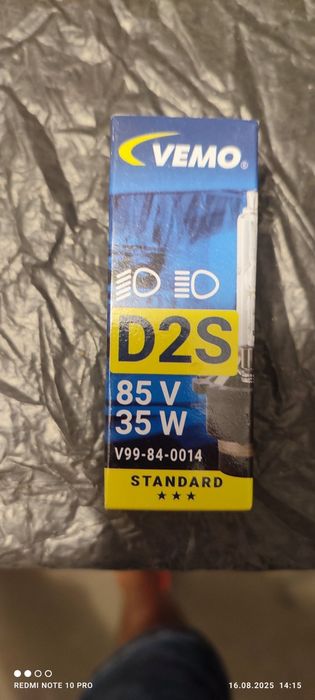 VEMO®
D2S
85 V
35 W
V99-84-0014
STANDARD
★★★
REDMI NOTE 10 PRO
16.08.2025 14:15